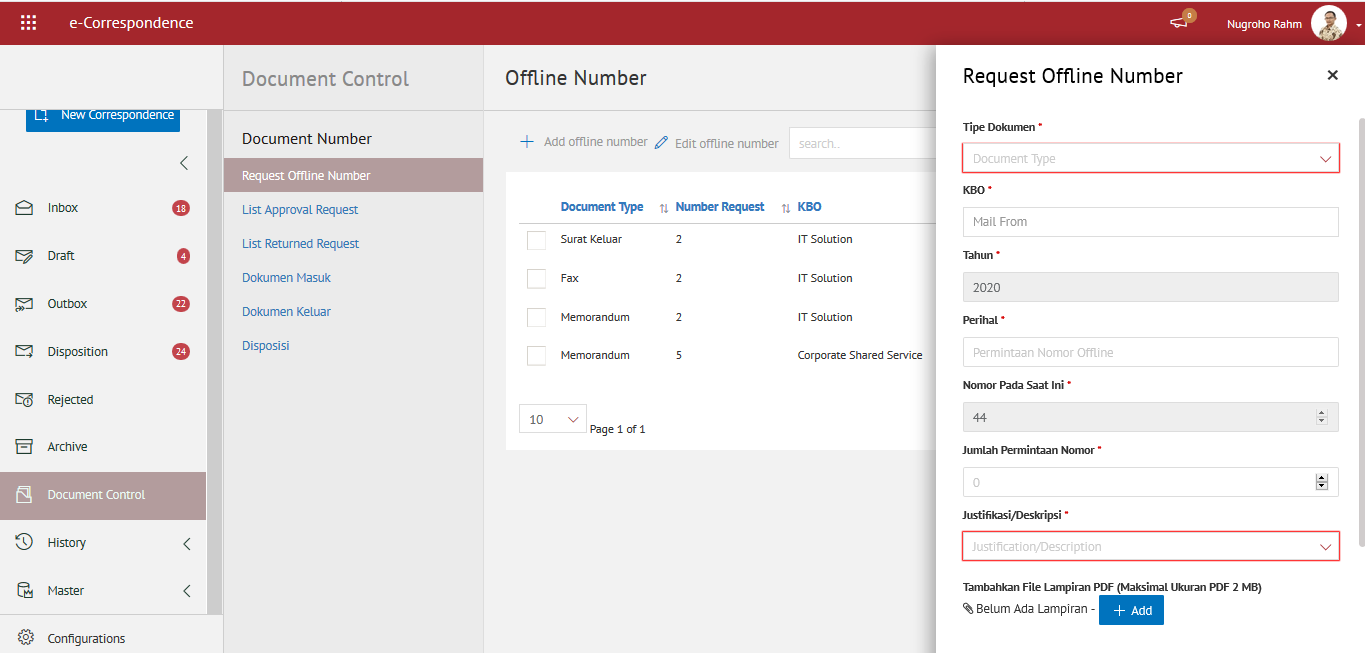 e-Correspondence
0
Nugroho Rahm
New Correspondence
Inbox 18
Draft 4
Outbox 22
Disposition 24
Rejected
Archive
Document Control
History
Master
Configurations
Document Control
Document Number
Request Offline Number
List Approval Request
List Returned Request
Dokumen Masuk
Dokumen Keluar
Disposisi
Offline Number
Add offline number Edit offline number search..
Document Type Number Request KBO
Surat Keluar 2 IT Solution
Fax 2 IT Solution
Memorandum 2 IT Solution
Memorandum 5 Corporate Shared Service
10 Page 1 of 1
Request Offline Number
Tipe Dokumen *
Document Type
KBO *
Mail From
Tahun *
2020
Perihal *
Permintaan Nomor Offline
Nomor Pada Saat Ini *
44
Jumlah Permintaan Nomor *
0
Justifikasi/Deskripsi *
Justification/Description
Tambahkan File Lampiran PDF (Maksimal Ukuran PDF 2 MB)
Belum Ada Lampiran - + Add